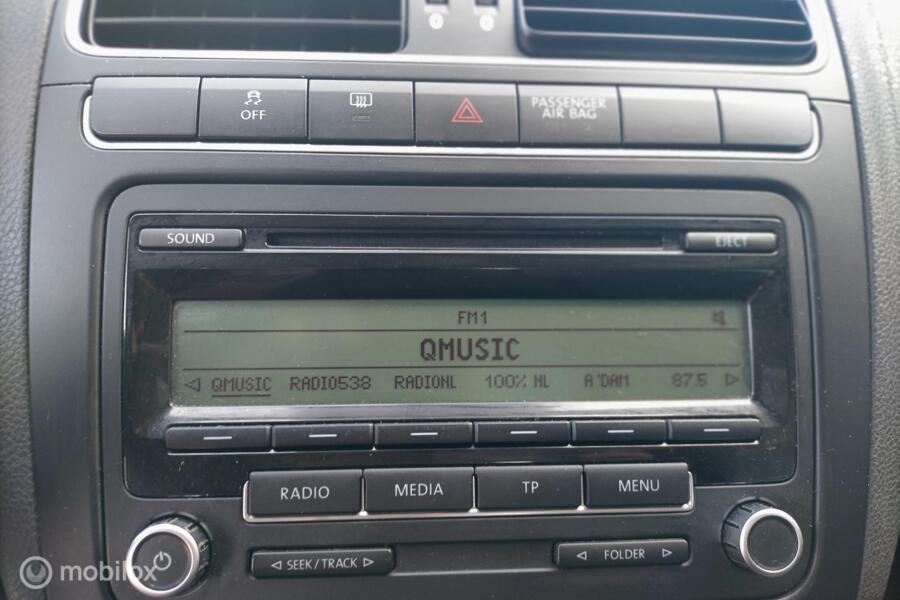 OFF
PASSENGER
AIR BAG
SOUND
EJECT
FM1
QMUSIC
QMUSIC RADIO538 RADIONL 100% NL A'DAM 87.5
RADIO MEDIA TP MENU
SEEK/TRACK FOLDER
mobilox